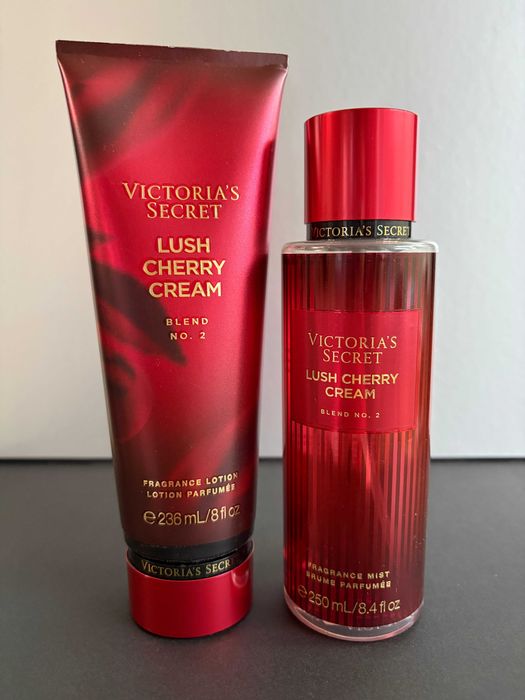 VICTORIA'S
SECRET
LUSH
CHERRY
CREAM
BLEND
NO. 2
FRAGRANCE LOTION
LOTION PARFUMÉE
℮236 mL/8 fl oz
VICTORIA'S SECR
VICTORIA'S SECRET
VICTORIA'S
SECRET
LUSH CHERRY
CREAM
BLEND NO. 2
FRAGRANCE MIST
BRUME PARFUMÉE
℮250 mL/8.4 fl oz